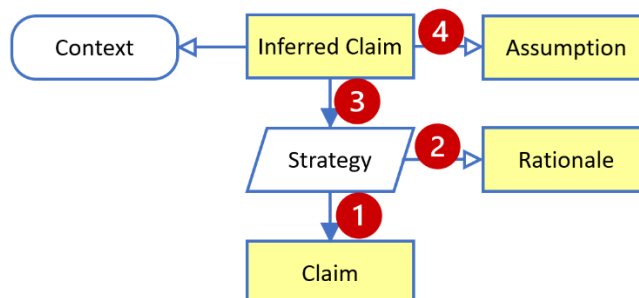 Context
Inferred Claim
4
Assumption
3
Strategy
2
Rationale
1
Claim